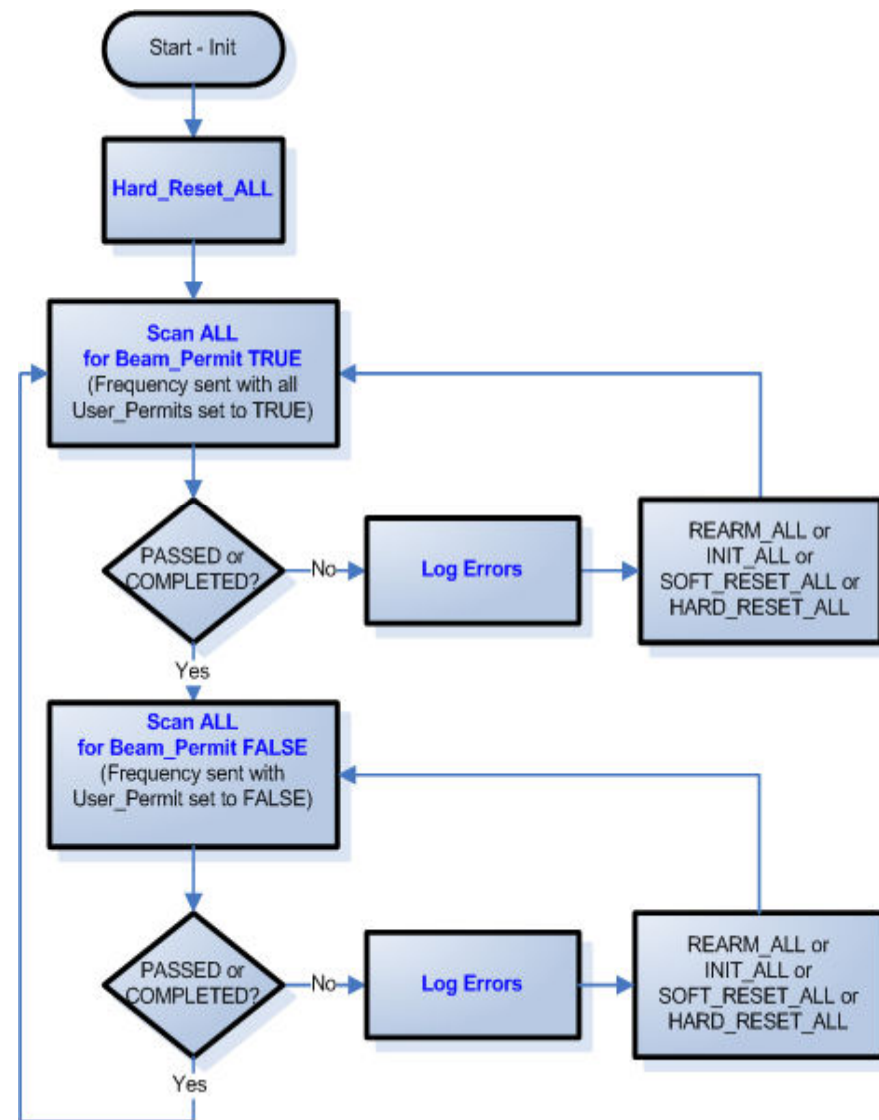 Start - Init
Hard_Reset_ALL
Scan ALL
for Beam_Permit TRUE
(Frequency sent with all
User_Permits set to TRUE)
PASSED or
COMPLETED?
No
Log Errors
REARM_ALL or
INIT_ALL or
SOFT_RESET_ALL or
HARD_RESET_ALL
Yes
Scan ALL
for Beam_Permit FALSE
(Frequency sent with
User_Permit set to FALSE)
PASSED or
COMPLETED?
No
Log Errors
REARM_ALL or
INIT_ALL or
SOFT_RESET_ALL or
HARD_RESET_ALL
Yes